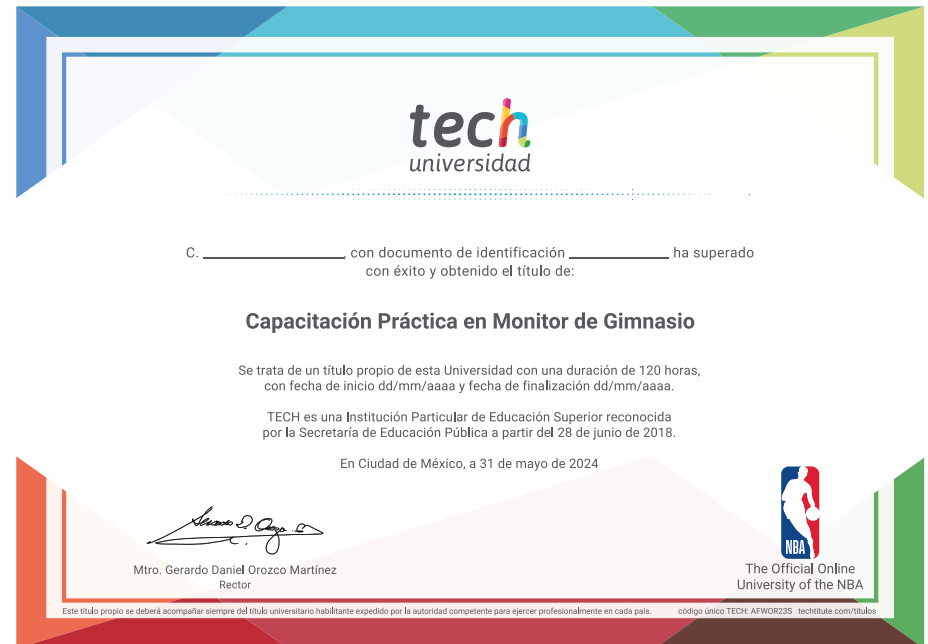 tech
universidad
C. ____________, con documento de identificación __________ ha superado
con éxito y obtenido el título de:
Capacitación Práctica en Monitor de Gimnasio
Se trata de un título propio de esta Universidad con una duración de 120 horas,
con fecha de inicio dd/mm/aaaa y fecha de finalización dd/mm/aaaa.
TECH es una Institución Particular de Educación Superior reconocida
por la Secretaría de Educación Pública a partir del 28 de junio de 2018.
En Ciudad de México, a 31 de mayo de 2024
Mtro. Gerardo Daniel Orozco Martínez
Rector
NBA
The Official Online
University of the NBA
Este título propio se deberá acompañar siempre del título universitario habilitante expedido por la autoridad competente para ejercer profesionalmente en cada país. código único TECH: AFWOR23S techtitute.com/titulos